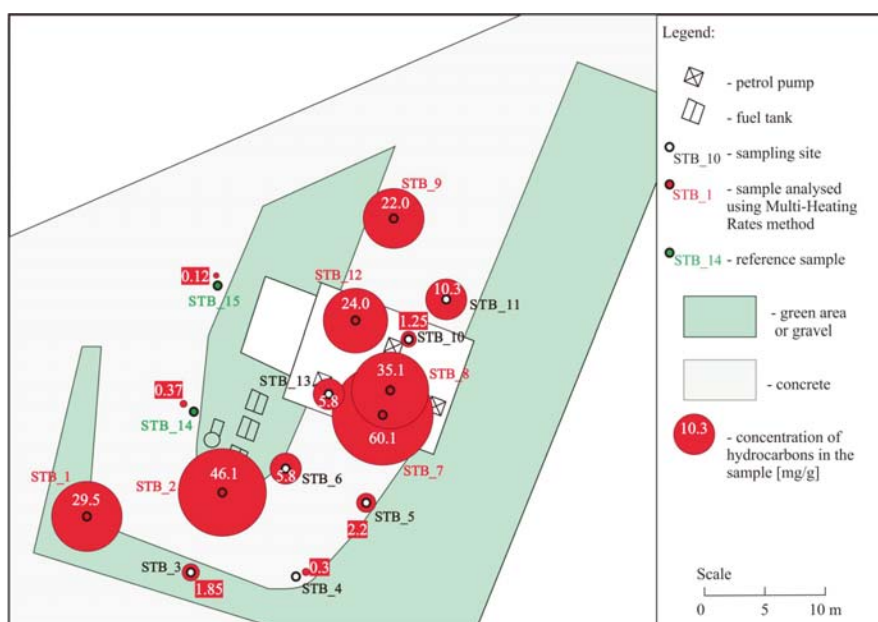 STB_9
22.0
0.12
STB_15
STB_12
24.0
10.3
STB_11
1.25
STB_10
STB_13
5.8
35.1
STB_8
0.37
STB_14
60.1
STB_7
STB_1
29.5
STB_2
46.1
5.8
STB_6
STB_5
2.2
STB_3
1.85
0.3
STB_4
Legend:
- petrol pump
- fuel tank
STB_10 - sampling site
STB_1 - sample analysed
using Multi-Heating
Rates method
STB_14 - reference sample
- green area
or gravel
- concrete
10.3 - concentration of
hydrocarbons in the
sample [mg/g]
Scale
0 5 10 m